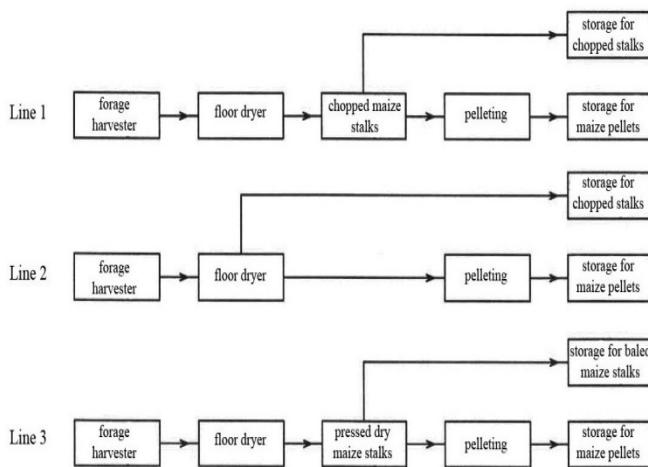 storage for
chopped stalks
Line 1
forage
harvester
floor dryer
chopped maize
stalks
pelleting
storage for
maize pellets
storage for
chopped stalks
Line 2
forage
harvester
floor dryer
pelleting
storage for
maize pellets
storage for baled
maize stalks
Line 3
forage
harvester
floor dryer
pressed dry
maize stalks
pelleting
storage for
maize pellets